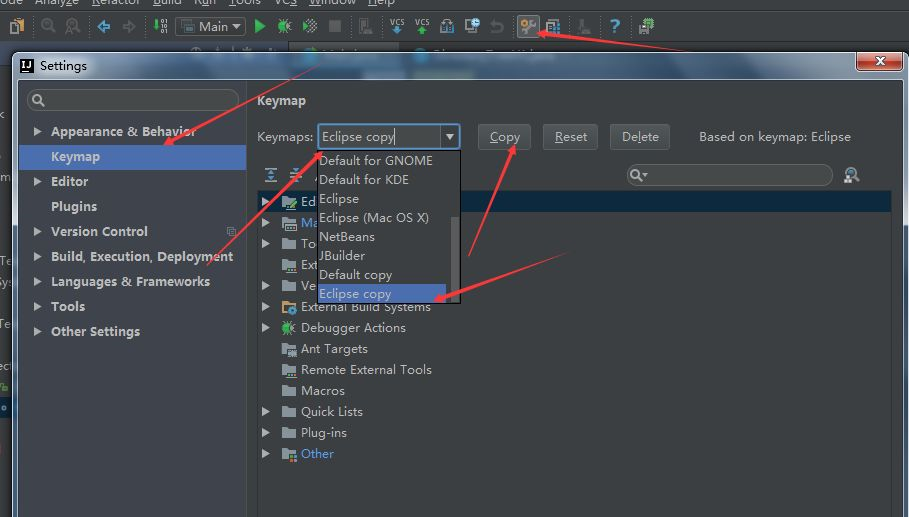 Analyze Refactor Build Run Tools VCS Window Help
Main
VCS VCS
Settings
Appearance & Behavior
Keymap
Editor
Plugins
Version Control
Build, Execution, Deployment
Languages & Frameworks
Tools
Other Settings
Keymap
Keymaps: Eclipse copy Copy Reset Delete Based on keymap: Eclipse
Default for GNOME
Default for KDE
Eclipse
Eclipse (Mac OS X)
NetBeans
JBuilder
Default copy
Eclipse copy
Ed
Ma
Too
Ext
Ve
External Build Systems
Debugger Actions
Ant Targets
Remote External Tools
Macros
Quick Lists
Plug-ins
Other